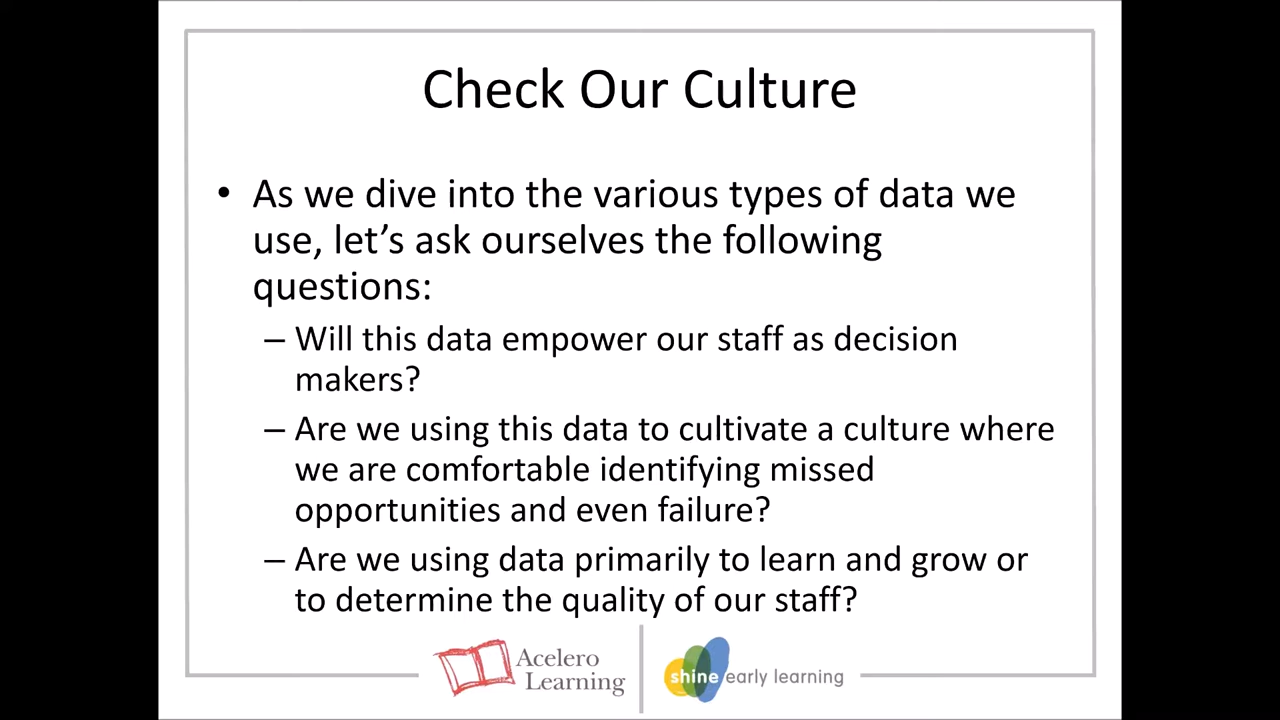 Check Our Culture
• As we dive into the various types of data we
use, let’s ask ourselves the following
questions:
– Will this data empower our staff as decision
makers?
– Are we using this data to cultivate a culture where
we are comfortable identifying missed
opportunities and even failure?
– Are we using data primarily to learn and grow or
to determine the quality of our staff?
Acelero
Learning
shine early learning